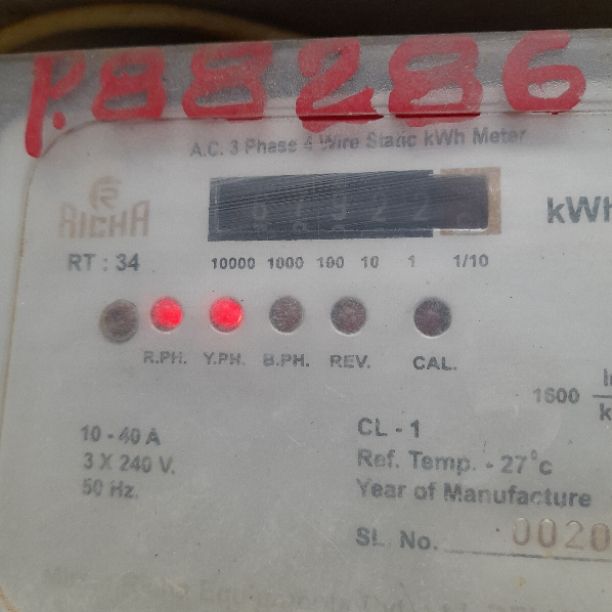 P.88286
A.C. 3 Phase 4 Wire Static kWh Meter
RICHA
67922
kWh
RT : 34
10000 1000 100 10 1 1/10
R.PH. Y.PH. B.PH. REV. CAL.
1600
10 - 40 A
3 X 240 V.
50 Hz.
CL - 1
Ref. Temp. - 27°c
Year of Manufacture
SL. No. 0020